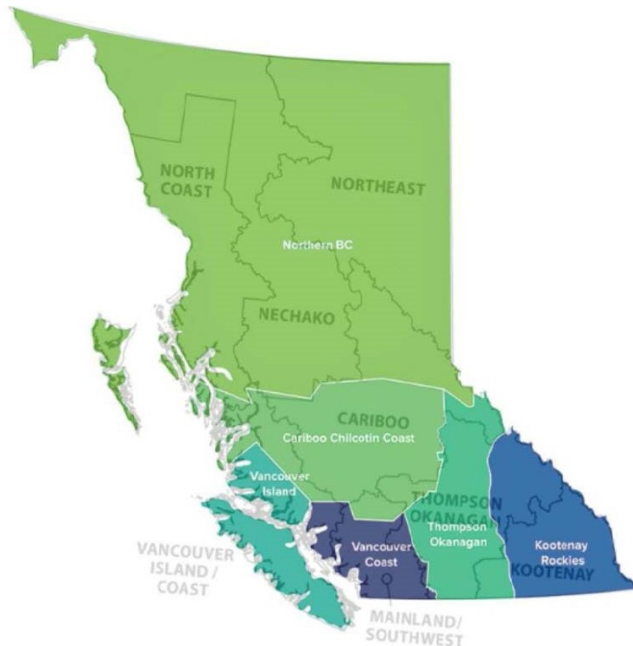 NORTH
COAST
NORTHEAST
Northern BC
NECHAKO
CARIBOO
Cariboo Chilcotin Coast
Vancouver
Island
THOMPSON
OKANAGAN
Thompson
Okanagan
VANCOUVER
ISLAND /
COAST
Vancouver
Coast
Kootenay
Rockies
KOOTENAY
MAINLAND/
SOUTHWEST